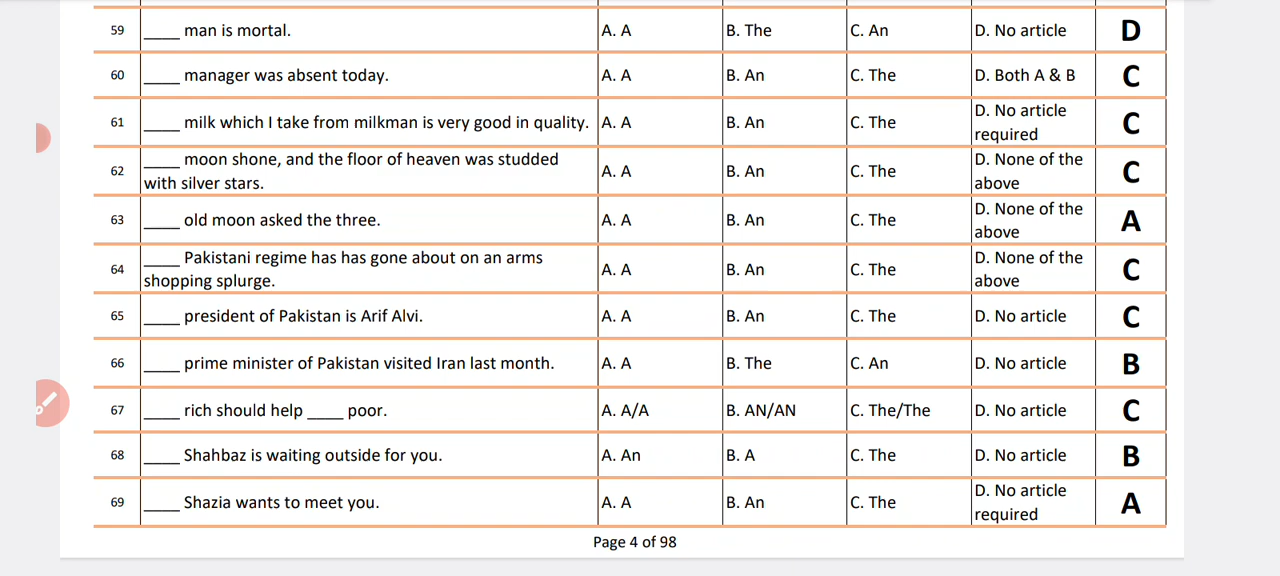 59 ____ man is mortal. A. A B. The C. An D. No article D
60 ____ manager was absent today. A. A B. An C. The D. Both A & B C
61 ____ milk which I take from milkman is very good in quality. A. A B. An C. The D. No article required C
62 ____ moon shone, and the floor of heaven was studded
with silver stars. A. A B. An C. The D. None of the above C
63 ____ old moon asked the three. A. A B. An C. The D. None of the above A
64 ____ Pakistani regime has has gone about on an arms
shopping splurge. A. A B. An C. The D. None of the above C
65 ____ president of Pakistan is Arif Alvi. A. A B. An C. The D. No article C
66 ____ prime minister of Pakistan visited Iran last month. A. A B. The C. An D. No article B
67 ____ rich should help ____ poor. A. A/A B. AN/AN C. The/The D. No article C
68 ____ Shahbaz is waiting outside for you. A. An B. A C. The D. No article B
69 ____ Shazia wants to meet you. A. A B. An C. The D. No article required A
Page 4 of 98